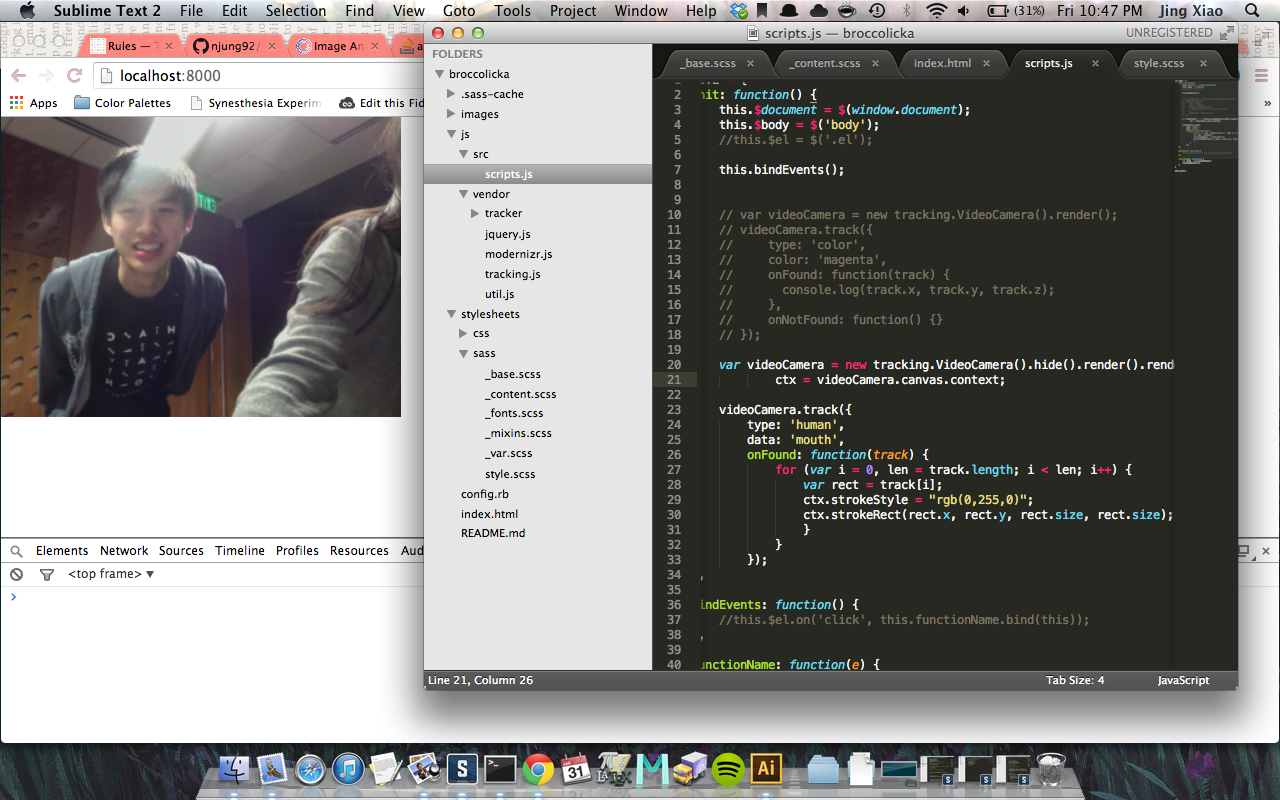 Sublime Text 2 File Edit Selection Find View Goto Tools Project Window Help (31%) Fri 10:47 PM Jing Xiao
scripts.js — broccolicka UNREGISTERED
Rules — T njung92 / Image An
localhost:8000
Apps Color Palettes Synesthesia Experim Edit this Fid »
FOLDERS
broccolicka
.sass-cache
images
js
src
scripts.js
vendor
tracker
jquery.js
modernizr.js
tracking.js
util.js
stylesheets
css
sass
_base.scss
_content.scss
_fonts.scss
_mixins.scss
_var.scss
style.scss
config.rb
index.html
README.md
_base.scss × _content.scss × index.html × scripts.js × style.scss ×
2 nit: function() {
3 this.$document = $(window.document);
4 this.$body = $('body');
5 //this.$el = $('.el');
6
7 this.bindEvents();
8
9
10 // var videoCamera = new tracking.VideoCamera().render();
11 // videoCamera.track({
12 // type: 'color',
13 // color: 'magenta',
14 // onFound: function(track) {
15 // console.log(track.x, track.y, track.z);
16 // },
17 // onNotFound: function() {}
18 // });
19
20 var videoCamera = new tracking.VideoCamera().hide().render().rend
21 ctx = videoCamera.canvas.context;
22
23 videoCamera.track({
24 type: 'human',
25 data: 'mouth',
26 onFound: function(track) {
27 for (var i = 0, len = track.length; i < len; i++) {
28 var rect = track[i];
29 ctx.strokeStyle = "rgb(0,255,0)";
30 ctx.strokeRect(rect.x, rect.y, rect.size, rect.size);
31 }
32 }
33 });
34 ,
35
36 indEvents: function() {
37 //this.$el.on('click', this.functionName.bind(this));
38 ,
39
40 unctionName: function(e) {
Line 21, Column 26 Tab Size: 4 JavaScript
Elements Network Sources Timeline Profiles Resources Aud
<top frame> ▼
>
JUL
31
Ai